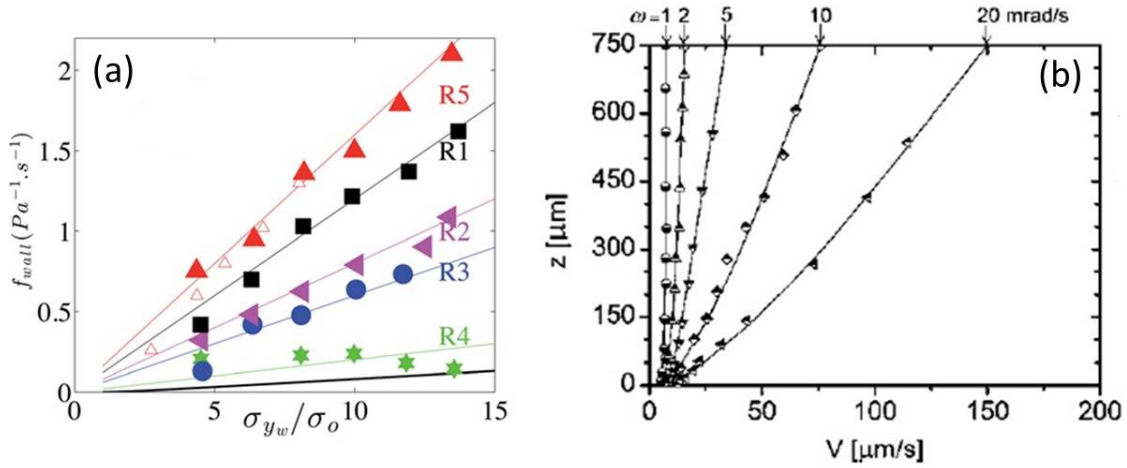 (a)
2
1.5
1
0.5
0
f_wall(Pa⁻¹.s⁻¹)
R5
R1
R2
R3
R4
0 5 10 15
σ_yw/σ_o
ω=1 2 5 10 20 mrad/s
(b)
750
600
450
300
150
0
z [μm]
0 50 100 150 200
V [μm/s]